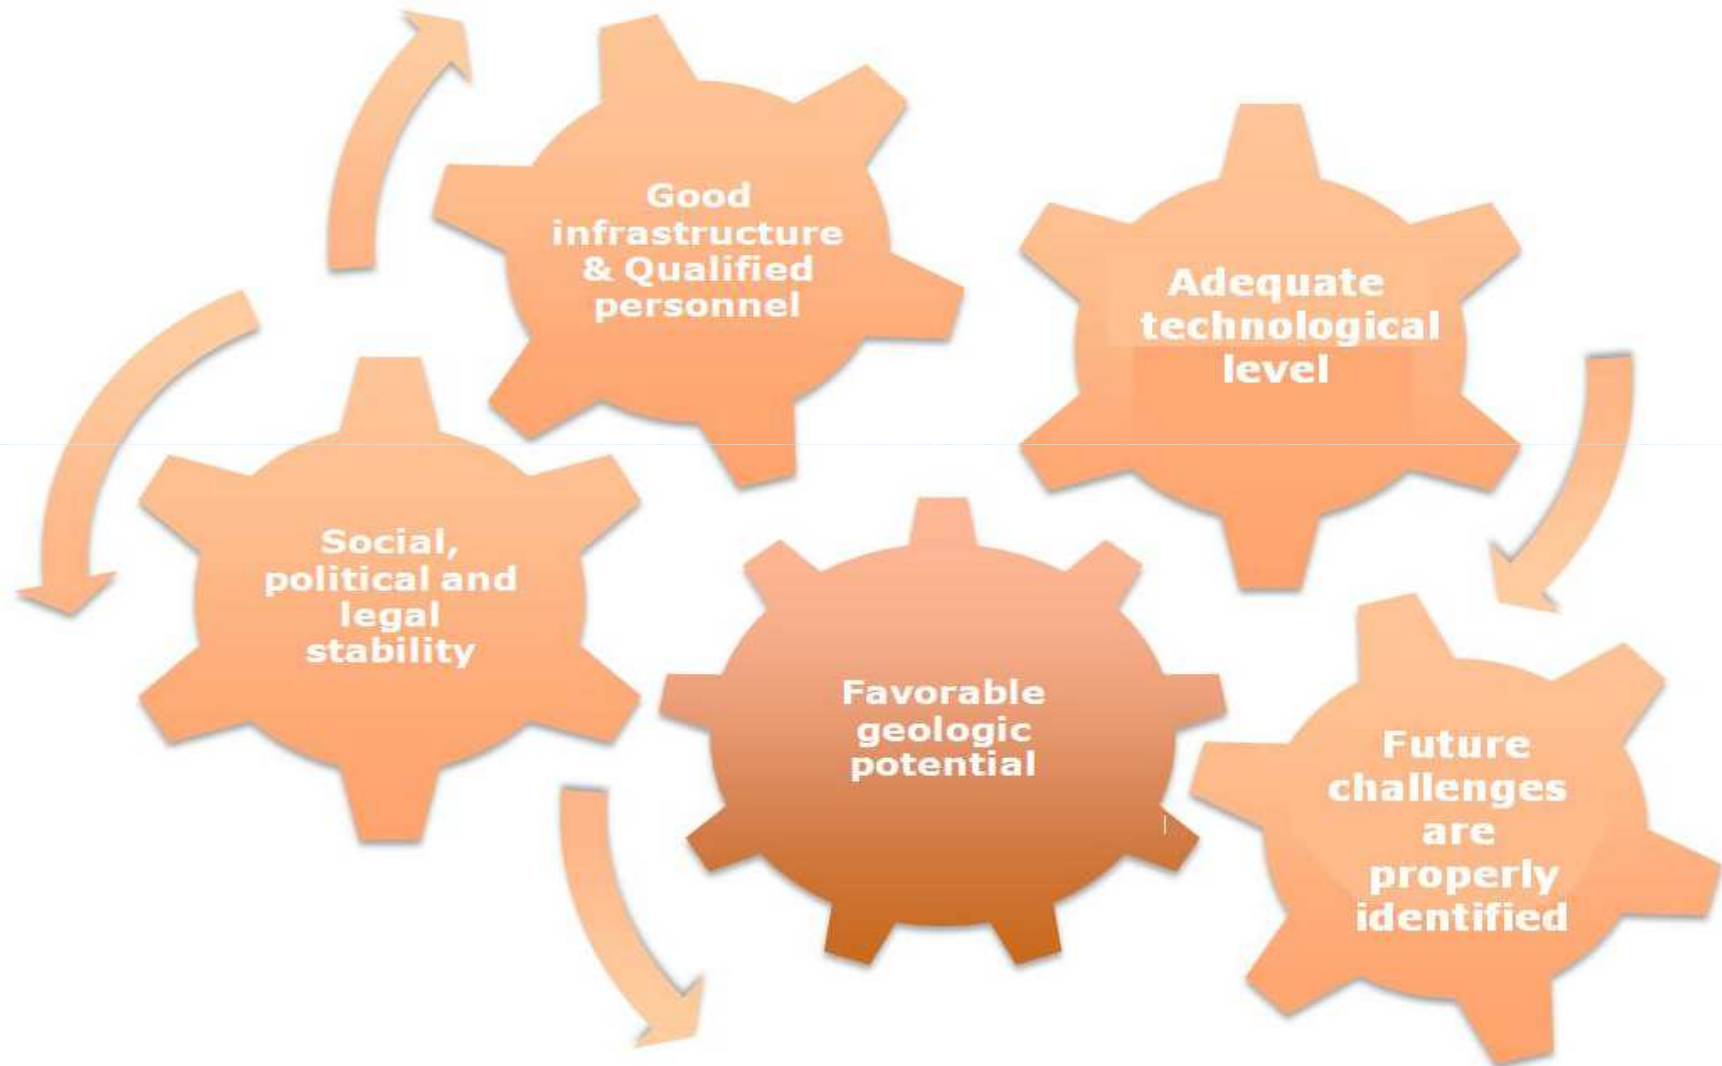 Good
infrastructure
& Qualified
personnel
Adequate
technological
level
Social,
political and
legal
stability
Favorable
geologic
potential
Future
challenges
are
properly
identified